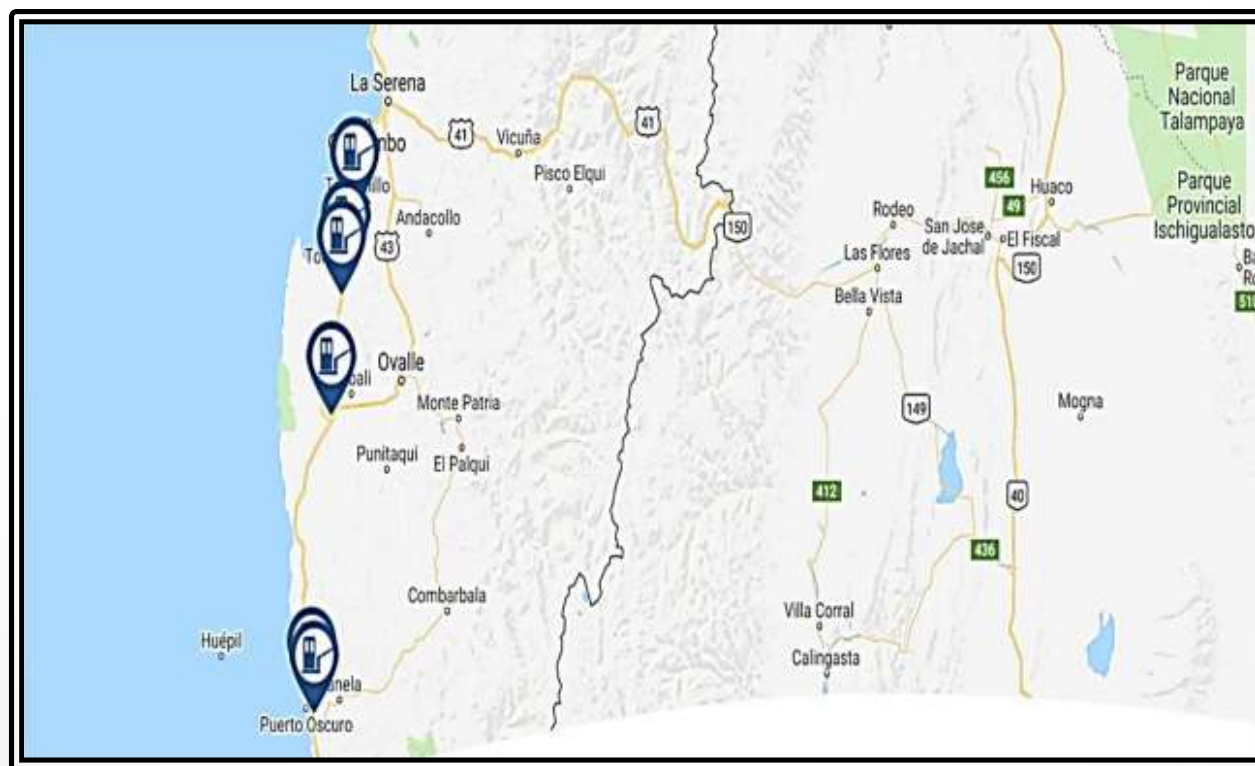 La Serena
41
Vicuña
41
Pisco Elqui
Parque
Nacional
Talampaya
Parque
Provincial
Ischigualasto
456
49
Huaco
Andacollo
43
150
Rodeo
San Jose
de Jachal
El Fiscal
150
Las Flores
Bella Vista
Ovalle
Monte Patria
149
Mogna
Punitaqui
El Palqui
412
40
436
Combarbala
Villa Corral
Huépil
Calingasta
Puerto Oscuro